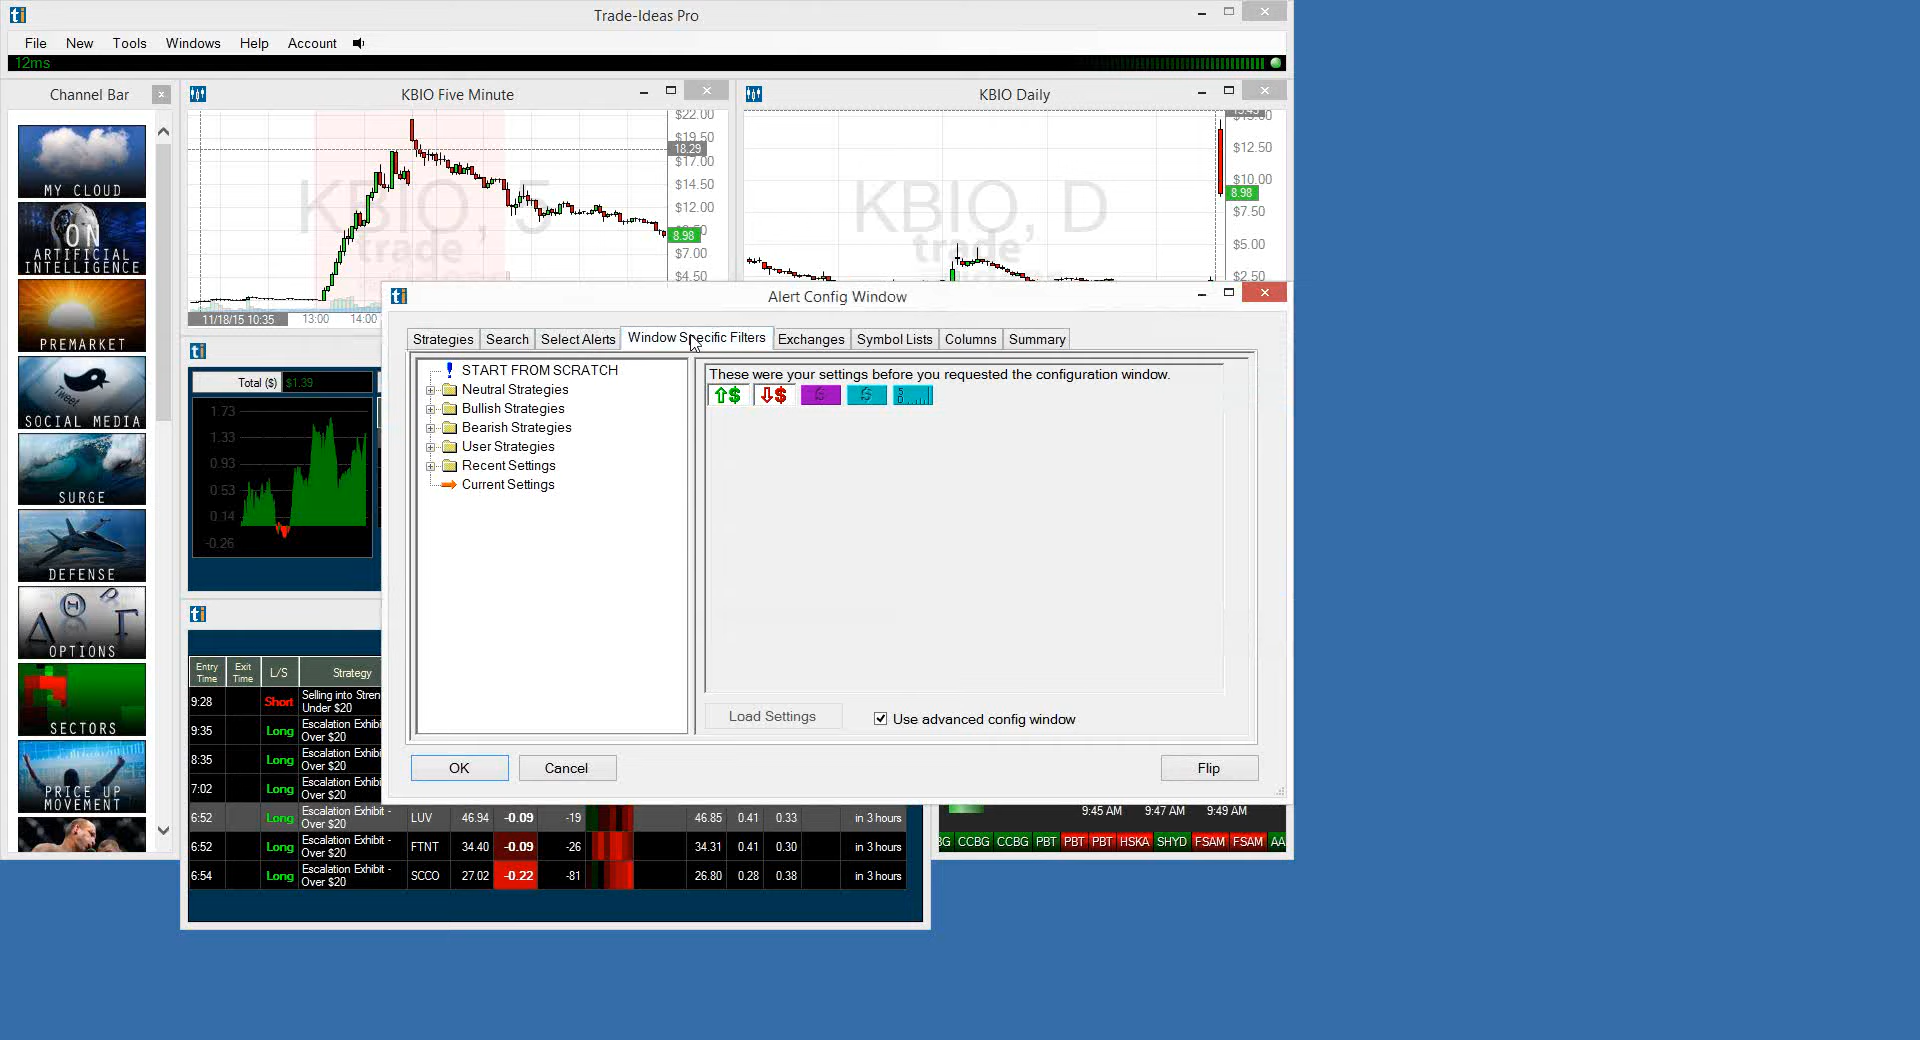 Trade-Ideas Pro
File New Tools Windows Help Account
12ms
Channel Bar
MY CLOUD
ON
ARTIFICIAL
INTELLIGENCE
PREMARKET
Tweet
SOCIAL MEDIA
SURGE
DEFENSE
OPTIONS
SECTORS
PRICE UP
MOVEMENT
KBIO Five Minute
KBIO, 5
trade
$22.00
$19.50
18.29
$17.00
$14.50
$12.00
8.98
$7.00
$4.50
11/18/15 10:35 13:00 14:00
KBIO Daily
KBIO, D
trade
$12.50
$10.00
8.98
$7.50
$5.00
$2.50
Total ($) $1.39
1.73
1.33
0.93
0.53
0.14
-0.26
Alert Config Window
Strategies Search Select Alerts Window Specific Filters Exchanges Symbol Lists Columns Summary
START FROM SCRATCH
Neutral Strategies
Bullish Strategies
Bearish Strategies
User Strategies
Recent Settings
Current Settings
These were your settings before you requested the configuration window.
Load Settings
Use advanced config window
OK Cancel Flip
Entry Time Exit Time L/S Strategy
9:28 Short Selling into Stren
Under $20
9:35 Long Escalation Exhibit
Over $20
8:35 Long Escalation Exhibit
Over $20
7:02 Long Escalation Exhibit
Over $20
6:52 Long Escalation Exhibit - Over $20 LUV 46.94 -0.09 -19 46.85 0.41 0.33 in 3 hours
6:52 Long Escalation Exhibit - Over $20 FTNT 34.40 -0.09 -26 34.31 0.41 0.30 in 3 hours
6:54 Long Escalation Exhibit - Over $20 SCCO 27.02 -0.22 -81 26.80 0.28 0.38 in 3 hours
9:45 AM 9:47 AM 9:49 AM
BG CCBG CCBG PBT PBT PBT HSKA SHYD FSAM FSAM AA